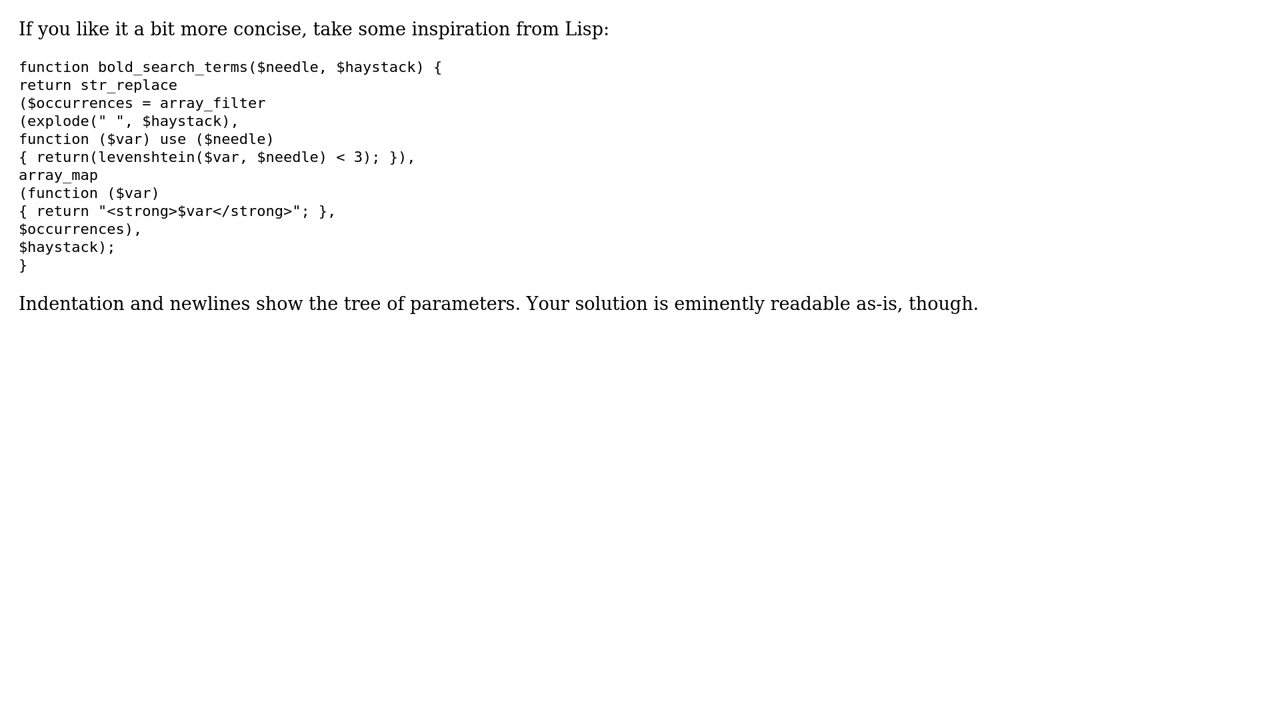 If you like it a bit more concise, take some inspiration from Lisp:
function bold_search_terms($needle, $haystack) {
return str_replace
($occurrences = array_filter
(explode(" ", $haystack),
function ($var) use ($needle)
{ return(levenshtein($var, $needle) < 3); }),
array_map
(function ($var)
{ return "<strong>$var</strong>"; },
$occurrences),
$haystack);
}
Indentation and newlines show the tree of parameters. Your solution is eminently readable as-is, though.